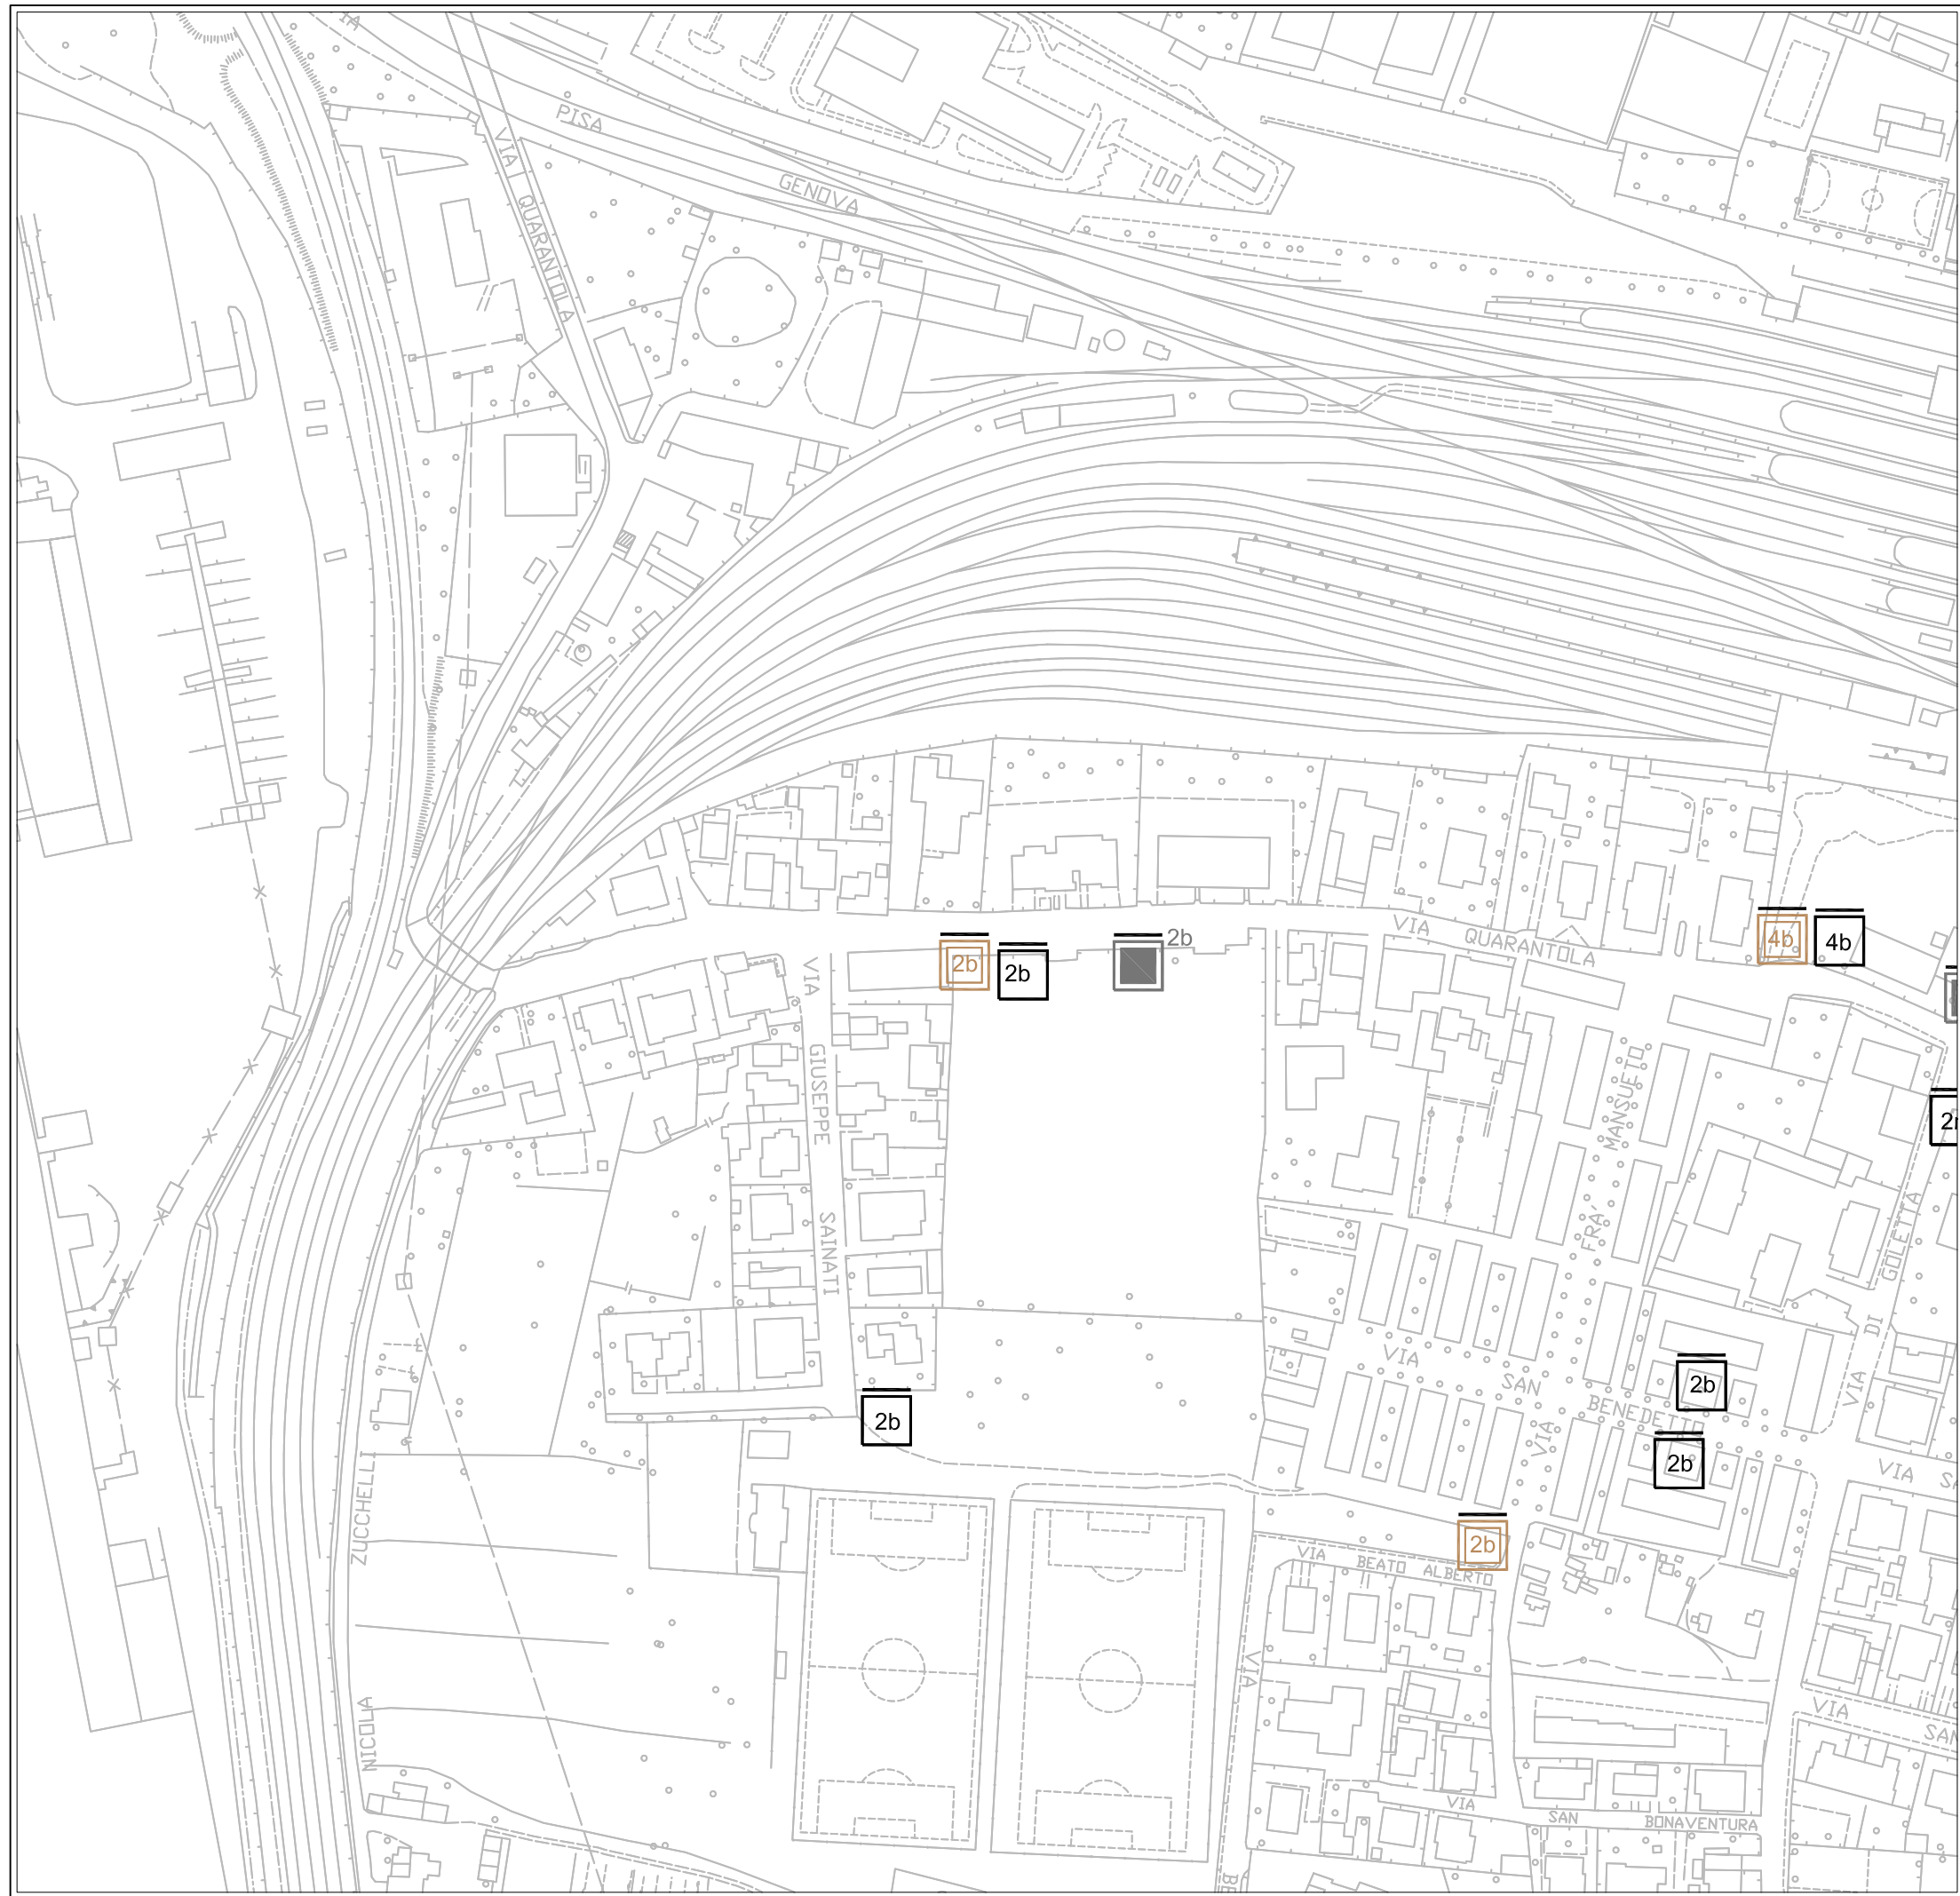 VIA
PISA
VIA QUARANTOLA
GENOVA
VIA QUARANTOLA
2b
2b
2b
4b
4b
VIA GIUSEPPE SAINATI
VIA FRA' MANSUETO
VIA DI GOLETTA
2b
VIA SAN BENEDETTO
2b
2b
VIA
2b
VIA BEATO ALBERTO
NICOLA ZUCCHELLI
VIA
VIA
SAN
VIA SAN BONAVENTURA